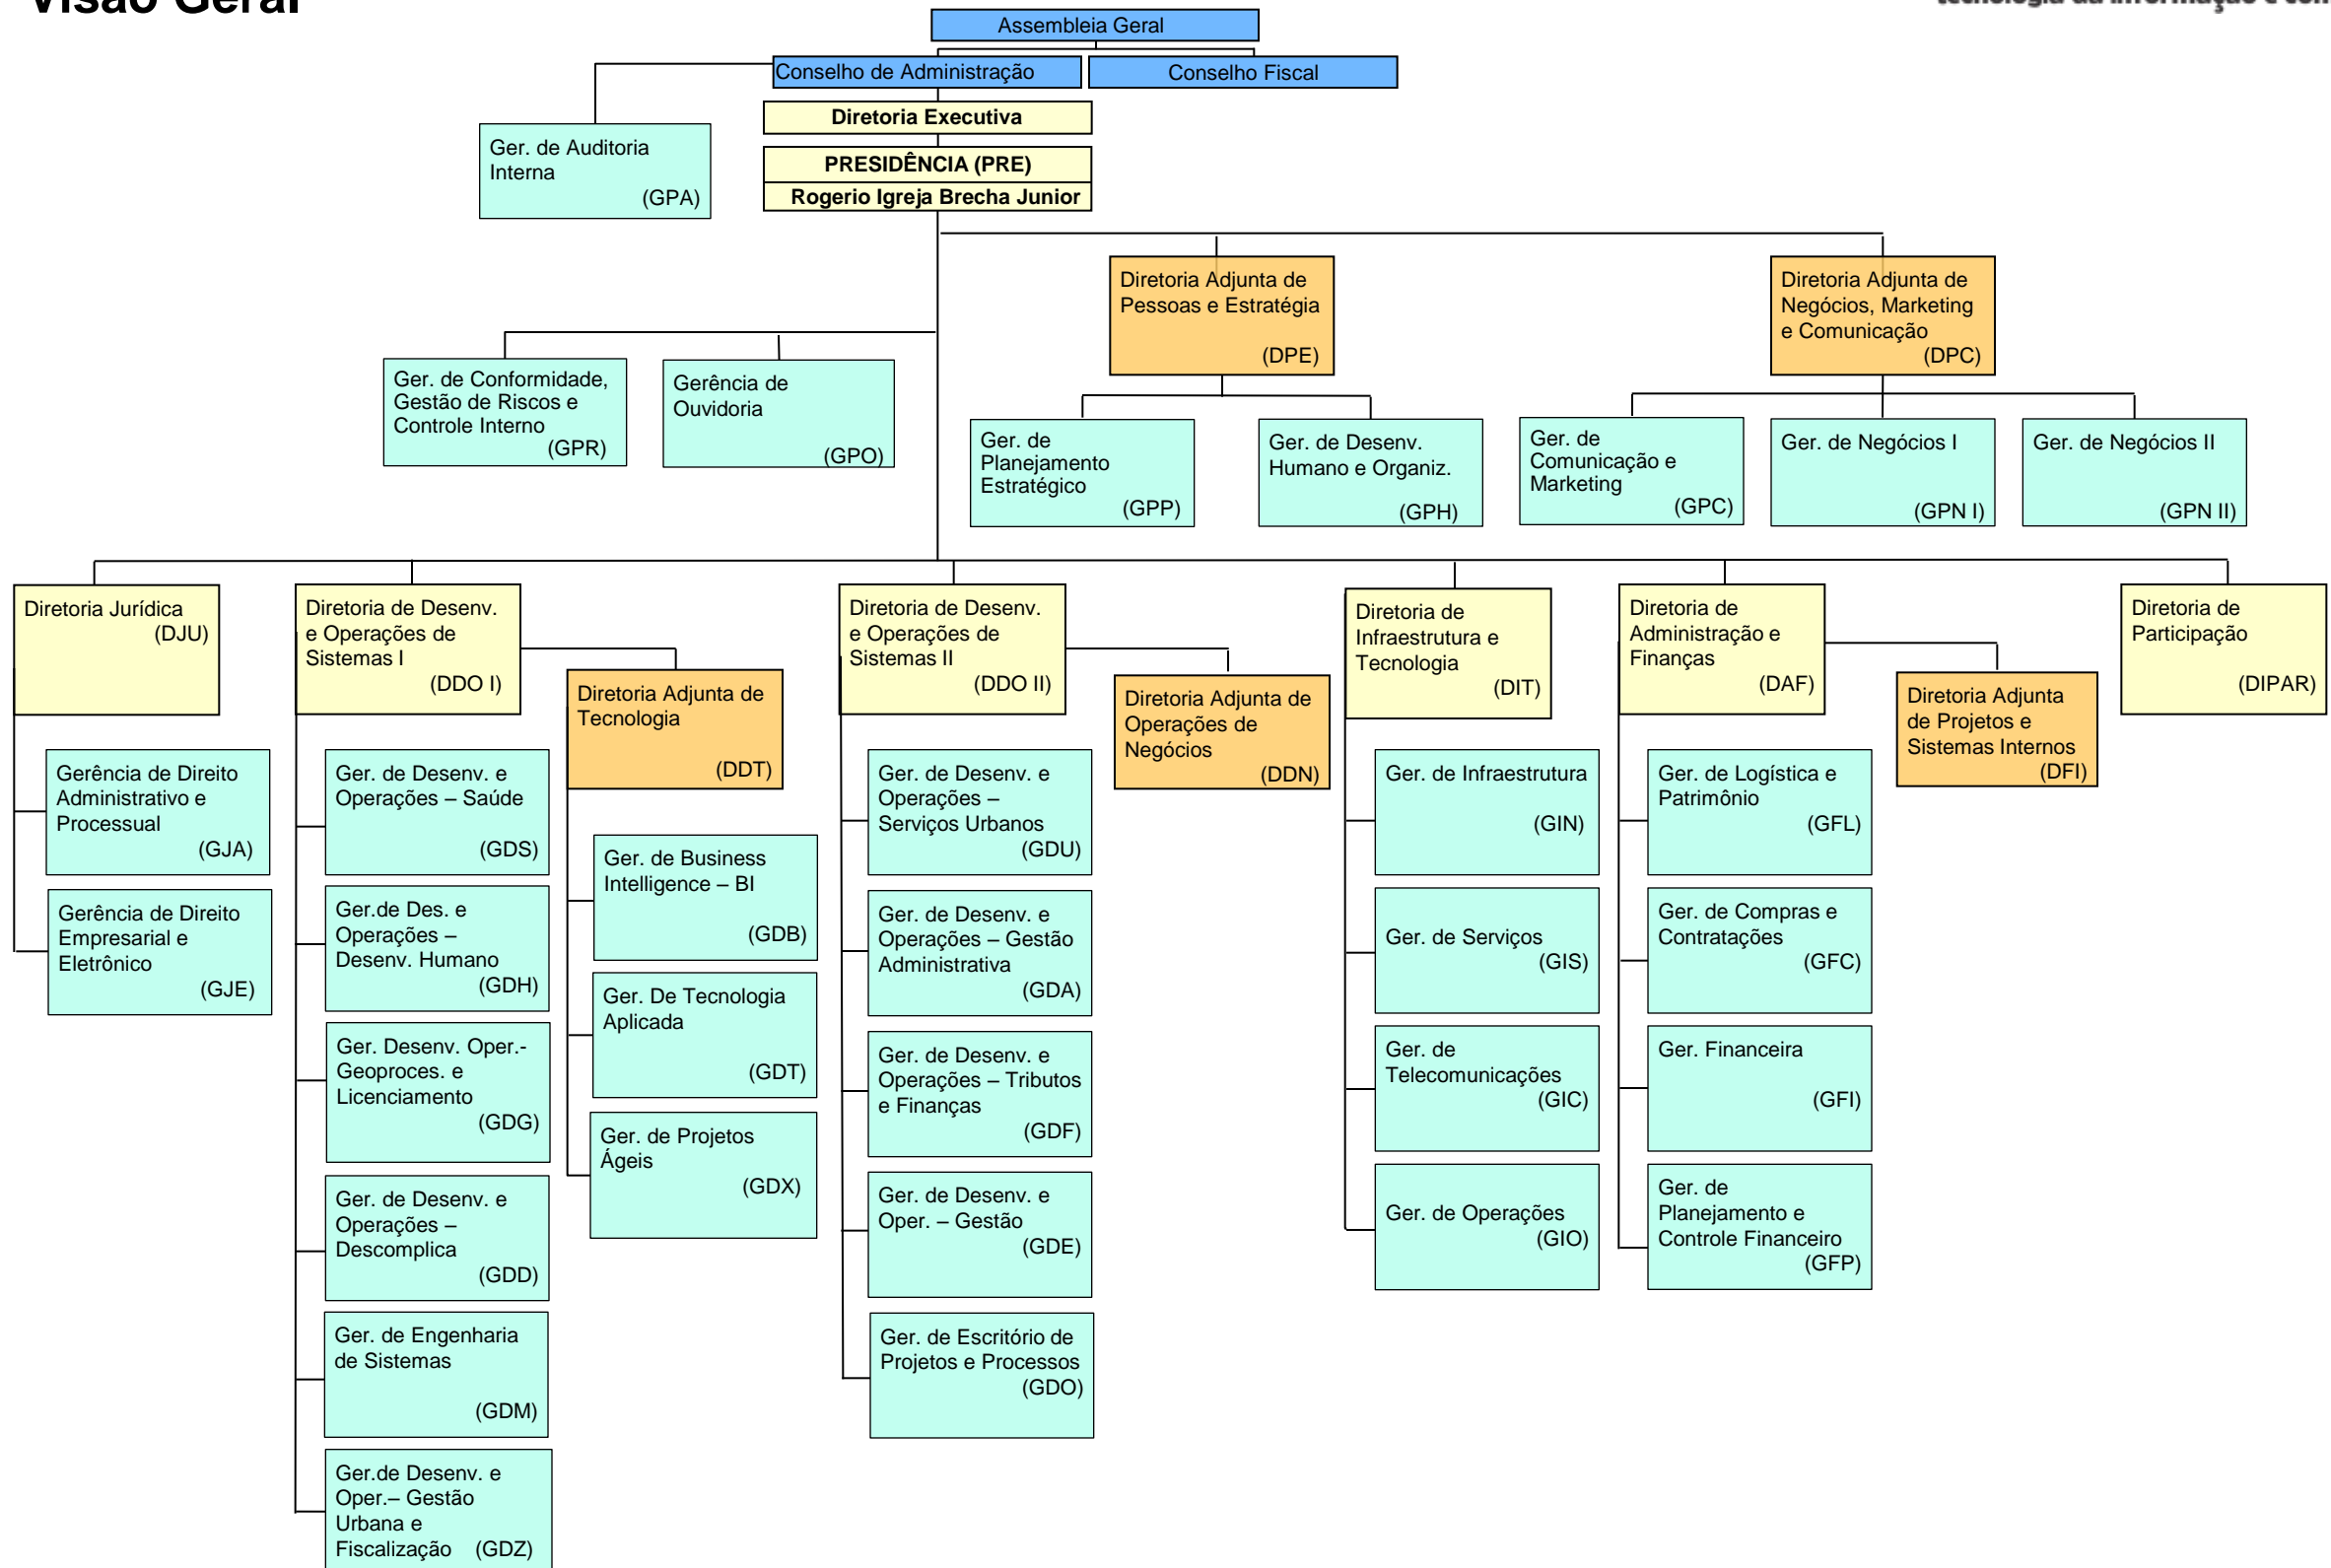 Visão Geral
Assembleia Geral
Conselho de Administração
Conselho Fiscal
Diretoria Executiva
PRESIDÊNCIA (PRE)
Rogerio Igreja Brecha Junior
Ger. de Auditoria
Interna
(GPA)
Diretoria Adjunta de
Pessoas e Estratégia
(DPE)
Diretoria Adjunta de
Negócios, Marketing
e Comunicação
(DPC)
Ger. de Conformidade,
Gestão de Riscos e
Controle Interno
(GPR)
Gerência de
Ouvidoria
(GPO)
Ger. de
Planejamento
Estratégico
(GPP)
Ger. de Desenv.
Humano e Organiz.
(GPH)
Ger. de
Comunicação e
Marketing
(GPC)
Ger. de Negócios I
(GPN I)
Ger. de Negócios II
(GPN II)
Diretoria Jurídica
(DJU)
Gerência de Direito
Administrativo e
Processual
(GJA)
Gerência de Direito
Empresarial e
Eletrônico
(GJE)
Diretoria de Desenv.
e Operações de
Sistemas I
(DDO I)
Ger. de Desenv. e
Operações – Saúde
(GDS)
Ger.de Des. e
Operações –
Desenv. Humano
(GDH)
Ger. Desenv. Oper.-
Geoproces. e
Licenciamento
(GDG)
Ger. de Desenv. e
Operações –
Descomplica
(GDD)
Ger. de Engenharia
de Sistemas
(GDM)
Ger.de Desenv. e
Oper.– Gestão
Urbana e
Fiscalização (GDZ)
Diretoria Adjunta de
Tecnologia
(DDT)
Ger. de Business
Intelligence – BI
(GDB)
Ger. De Tecnologia
Aplicada
(GDT)
Ger. de Projetos
Ágeis
(GDX)
Diretoria de Desenv.
e Operações de
Sistemas II
(DDO II)
Ger. de Desenv. e
Operações –
Serviços Urbanos
(GDU)
Ger. de Desenv. e
Operações – Gestão
Administrativa
(GDA)
Ger. de Desenv. e
Operações – Tributos
e Finanças
(GDF)
Ger. de Desenv. e
Oper. – Gestão
(GDE)
Ger. de Escritório de
Projetos e Processos
(GDO)
Diretoria Adjunta de
Operações de
Negócios
(DDN)
Diretoria de
Infraestrutura e
Tecnologia
(DIT)
Ger. de Infraestrutura
(GIN)
Ger. de Serviços
(GIS)
Ger. de
Telecomunicações
(GIC)
Ger. de Operações
(GIO)
Diretoria de
Administração e
Finanças
(DAF)
Ger. de Logística e
Patrimônio
(GFL)
Ger. de Compras e
Contratações
(GFC)
Ger. Financeira
(GFI)
Ger. de
Planejamento e
Controle Financeiro
(GFP)
Diretoria Adjunta
de Projetos e
Sistemas Internos
(DFI)
Diretoria de
Participação
(DIPAR)